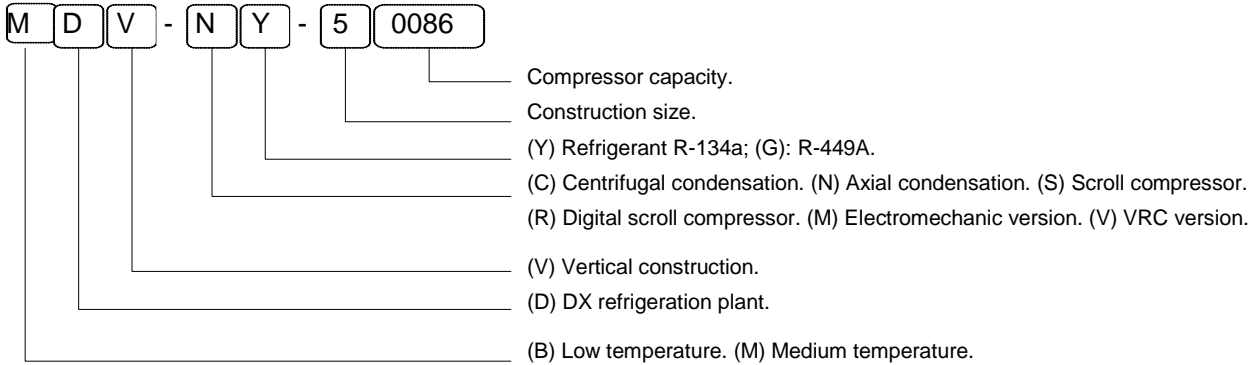 M D V - N Y - 5 0086
Compressor capacity.
Construction size.
(Y) Refrigerant R-134a; (G): R-449A.
(C) Centrifugal condensation. (N) Axial condensation. (S) Scroll compressor.
(R) Digital scroll compressor. (M) Electromechanic version. (V) VRC version.
(V) Vertical construction.
(D) DX refrigeration plant.
(B) Low temperature. (M) Medium temperature.